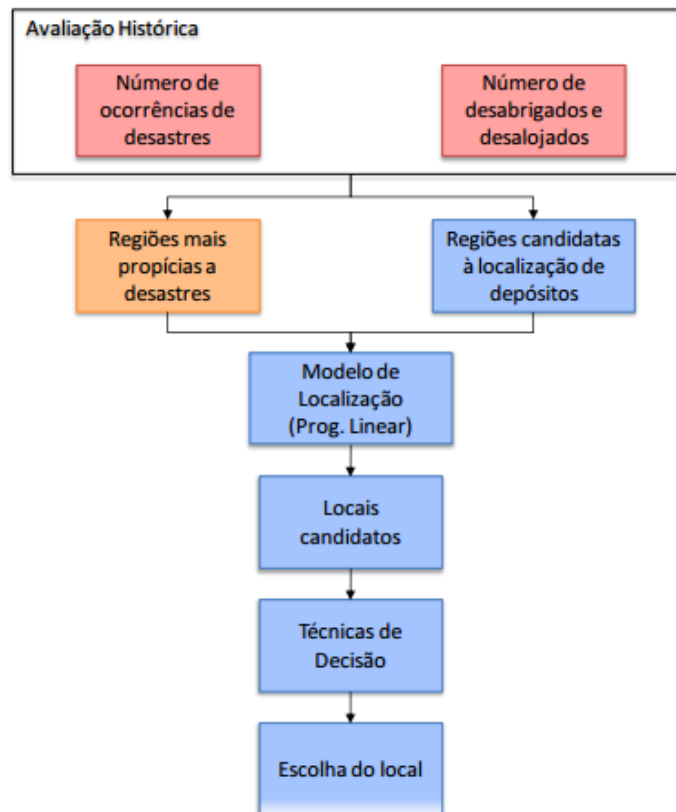 Avaliação Histórica
Número de
ocorrências de
desastres
Número de
desabrigados e
desalojados
Regiões mais
propícias a
desastres
Regiões candidatas
à localização de
depósitos
Modelo de
Localização
(Prog. Linear)
Locais
candidatos
Técnicas de
Decisão
Escolha do local